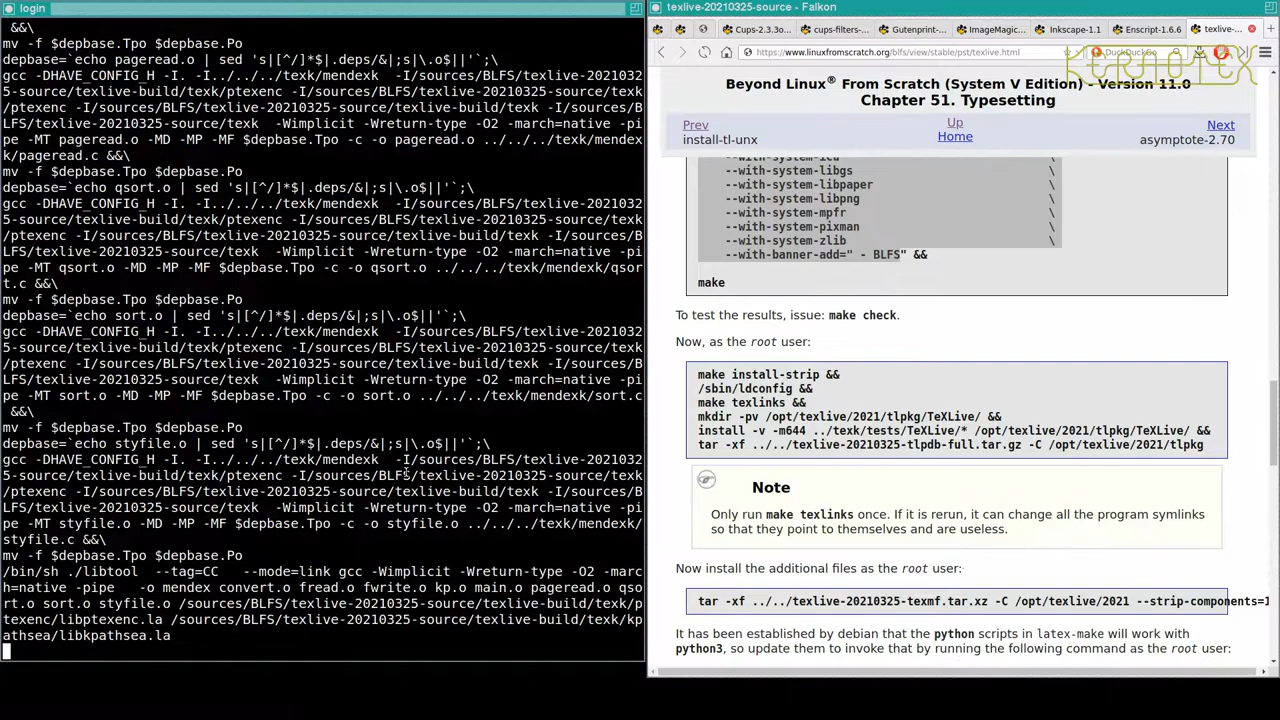 login
 &&\
mv -f $depbase.Tpo $depbase.Po
depbase=`echo pageread.o | sed 's|[^/]*$|.deps/&|;s|\.o$||'`;\
gcc -DHAVE_CONFIG_H -I. -I../../../texk/mendexk  -I/sources/BLFS/texlive-2021032
5-source/texlive-build/texk/ptexenc -I/sources/BLFS/texlive-20210325-source/texk
/ptexenc -I/sources/BLFS/texlive-20210325-source/texlive-build/texk -I/sources/B
LFS/texlive-20210325-source/texk  -Wimplicit -Wreturn-type -O2 -march=native -pi
pe -MT pageread.o -MD -MP -MF $depbase.Tpo -c -o pageread.o ../../../texk/mendex
k/pageread.c &&\
mv -f $depbase.Tpo $depbase.Po
depbase=`echo qsort.o | sed 's|[^/]*$|.deps/&|;s|\.o$||'`;\
gcc -DHAVE_CONFIG_H -I. -I../../../texk/mendexk  -I/sources/BLFS/texlive-2021032
5-source/texlive-build/texk/ptexenc -I/sources/BLFS/texlive-20210325-source/texk
/ptexenc -I/sources/BLFS/texlive-20210325-source/texlive-build/texk -I/sources/B
LFS/texlive-20210325-source/texk  -Wimplicit -Wreturn-type -O2 -march=native -pi
pe -MT qsort.o -MD -MP -MF $depbase.Tpo -c -o qsort.o ../../../texk/mendexk/qsor
t.c &&\
mv -f $depbase.Tpo $depbase.Po
depbase=`echo sort.o | sed 's|[^/]*$|.deps/&|;s|\.o$||'`;\
gcc -DHAVE_CONFIG_H -I. -I../../../texk/mendexk  -I/sources/BLFS/texlive-2021032
5-source/texlive-build/texk/ptexenc -I/sources/BLFS/texlive-20210325-source/texk
/ptexenc -I/sources/BLFS/texlive-20210325-source/texlive-build/texk -I/sources/B
LFS/texlive-20210325-source/texk  -Wimplicit -Wreturn-type -O2 -march=native -pi
pe -MT sort.o -MD -MP -MF $depbase.Tpo -c -o sort.o ../../../texk/mendexk/sort.c
 &&\
mv -f $depbase.Tpo $depbase.Po
depbase=`echo styfile.o | sed 's|[^/]*$|.deps/&|;s|\.o$||'`;\
gcc -DHAVE_CONFIG_H -I. -I../../../texk/mendexk  -I/sources/BLFS/texlive-2021032
5-source/texlive-build/texk/ptexenc -I/sources/BLFS/texlive-20210325-source/texk
/ptexenc -I/sources/BLFS/texlive-20210325-source/texlive-build/texk -I/sources/B
LFS/texlive-20210325-source/texk  -Wimplicit -Wreturn-type -O2 -march=native -pi
pe -MT styfile.o -MD -MP -MF $depbase.Tpo -c -o styfile.o ../../../texk/mendexk/
styfile.c &&\
mv -f $depbase.Tpo $depbase.Po
/bin/sh ./libtool  --tag=CC   --mode=link gcc -Wimplicit -Wreturn-type -O2 -marc
h=native -pipe   -o mendex convert.o fread.o fwrite.o kp.o main.o pageread.o qso
rt.o sort.o styfile.o /sources/BLFS/texlive-20210325-source/texlive-build/texk/p
texenc/libptexenc.la /sources/BLFS/texlive-20210325-source/texlive-build/texk/kp
athsea/libkpathsea.la
texlive-20210325-source - Falkon
Cups-2.3.3o... cups-filters-... Gutenprint-... ImageMagic... Inkscape-1.1 Enscript-1.6.6 texlive-...
https://www.linuxfromscratch.org/blfs/view/stable/pst/texlive.html DuckDuckGo
KERNOTEX
Beyond Linux® From Scratch (System V Edition) - Version 11.0
Chapter 51. Typesetting
Prev Up Next
install-tl-unx Home asymptote-2.70
--with-system-icu \
--with-system-libgs \
--with-system-libpaper \
--with-system-libpng \
--with-system-mpfr \
--with-system-pixman \
--with-system-zlib \
--with-banner-add=" - BLFS" &&
make
To test the results, issue: make check.
Now, as the root user:
make install-strip &&
/sbin/ldconfig &&
make texlinks &&
mkdir -pv /opt/texlive/2021/tlpkg/TeXLive/ &&
install -v -m644 ../texk/tests/TeXLive/* /opt/texlive/2021/tlpkg/TeXLive/ &&
tar -xf ../../texlive-20210325-tlpdb-full.tar.gz -C /opt/texlive/2021/tlpkg
Note
Only run make texlinks once. If it is rerun, it can change all the program symlinks
so that they point to themselves and are useless.
Now install the additional files as the root user:
tar -xf ../../texlive-20210325-texmf.tar.xz -C /opt/texlive/2021 --strip-components=1
It has been established by debian that the python scripts in latex-make will work with
python3, so update them to invoke that by running the following command as the root user: